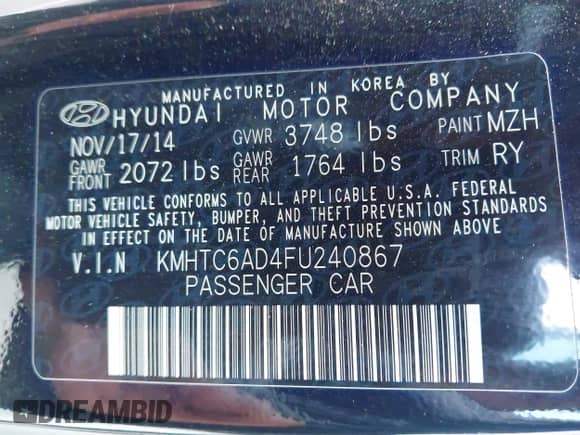 MANUFACTURED IN KOREA BY
HYUNDAI MOTOR COMPANY
NOV/17/14 GVWR 3748 lbs PAINT MZH
GAWR FRONT 2072 lbs GAWR REAR 1764 lbs TRIM RY
THIS VEHICLE CONFORMS TO ALL APPLICABLE U.S.A. FEDERAL
MOTOR VEHICLE SAFETY, BUMPER, AND THEFT PREVENTION STANDARDS
IN EFFECT ON THE DATE OF MANUFACTURE SHOWN ABOVE
V.I.N KMHTC6AD4FU240867
PASSENGER CAR
DREAMBID